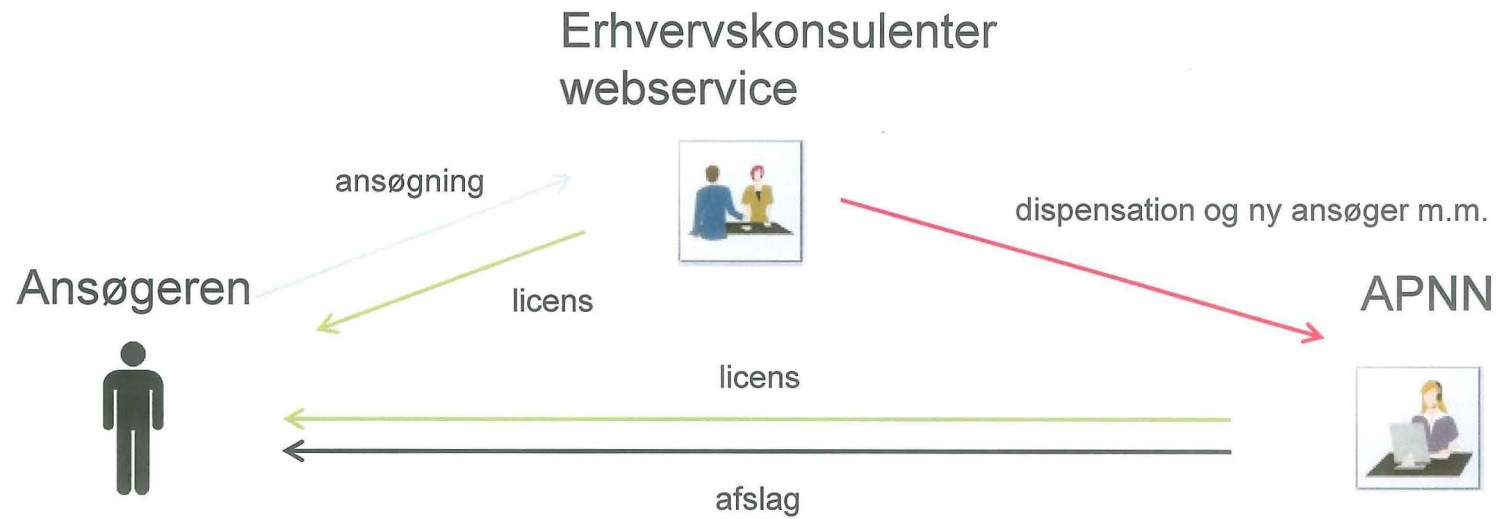 Erhvervskonsulenter
webservice
ansøgning
dispensation og ny ansøger m.m.
Ansøgeren
licens
APNN
licens
afslag